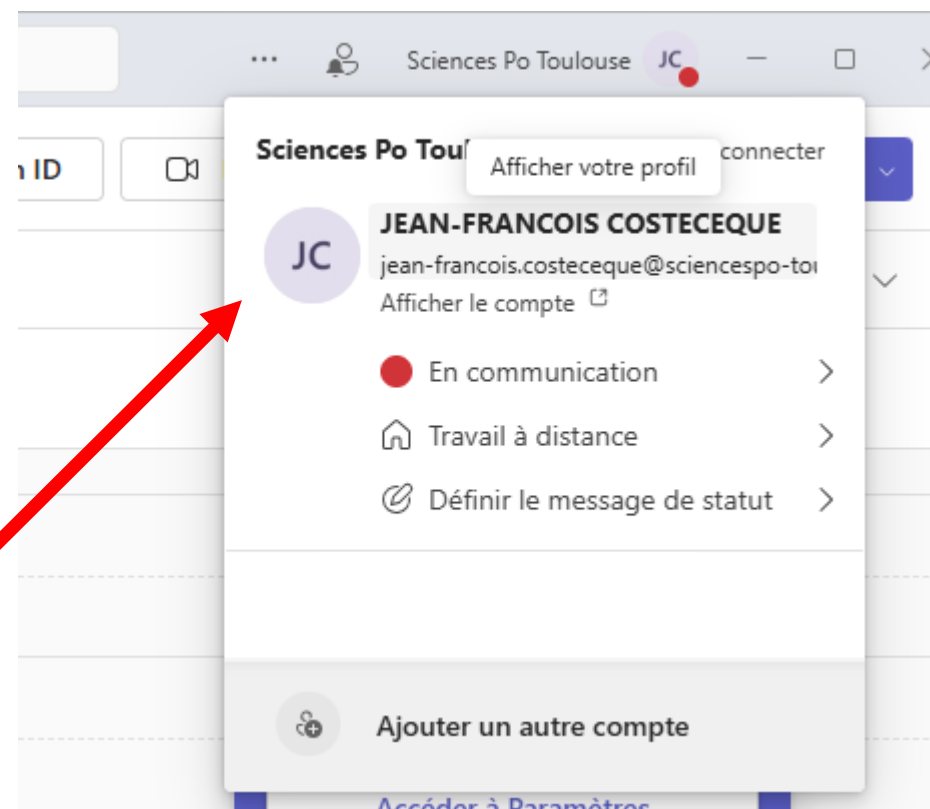 Sciences Po Toulouse JC
ID
Sciences Po Toul connecter
Afficher votre profil
JC
JEAN-FRANCOIS COSTECEQUE
jean-francois.costeceque@sciencespo-tou
Afficher le compte
En communication
Travail à distance
Définir le message de statut
Ajouter un autre compte
Accéder à Paramètres